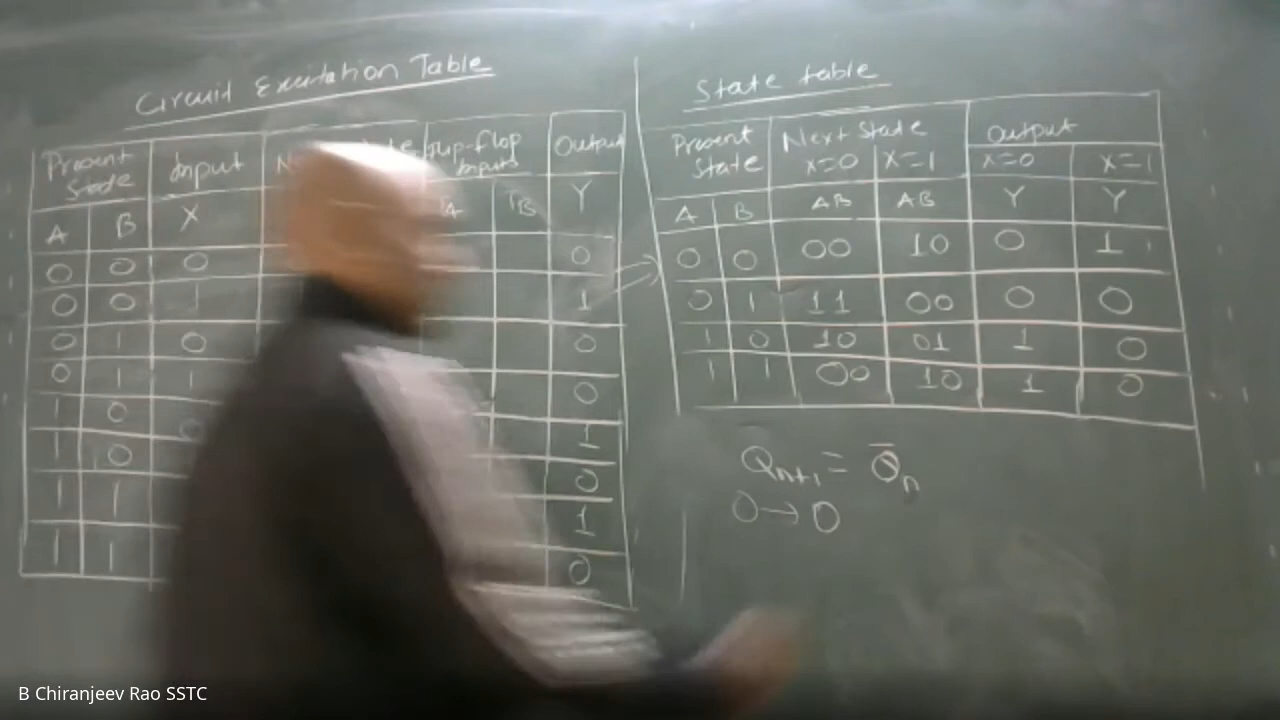 Circuit Excitation Table
Present State Input Flop Inputs Output
A B X Y
0 0 0 0
0 0 1 1
0 1 0 0
0 1 1 0
1 0 0 1
1 0 0
1 1 1
1 1 0
State table
Present State Next State Output
x=0 x=1 x=0 x=1
A B AB AB Y Y
0 0 00 10 0 1
0 1 11 00 0 0
1 0 10 01 1 0
1 1 00 10 1 0
Qn+1 = Q̅n
0→0
B Chiranjeev Rao SSTC